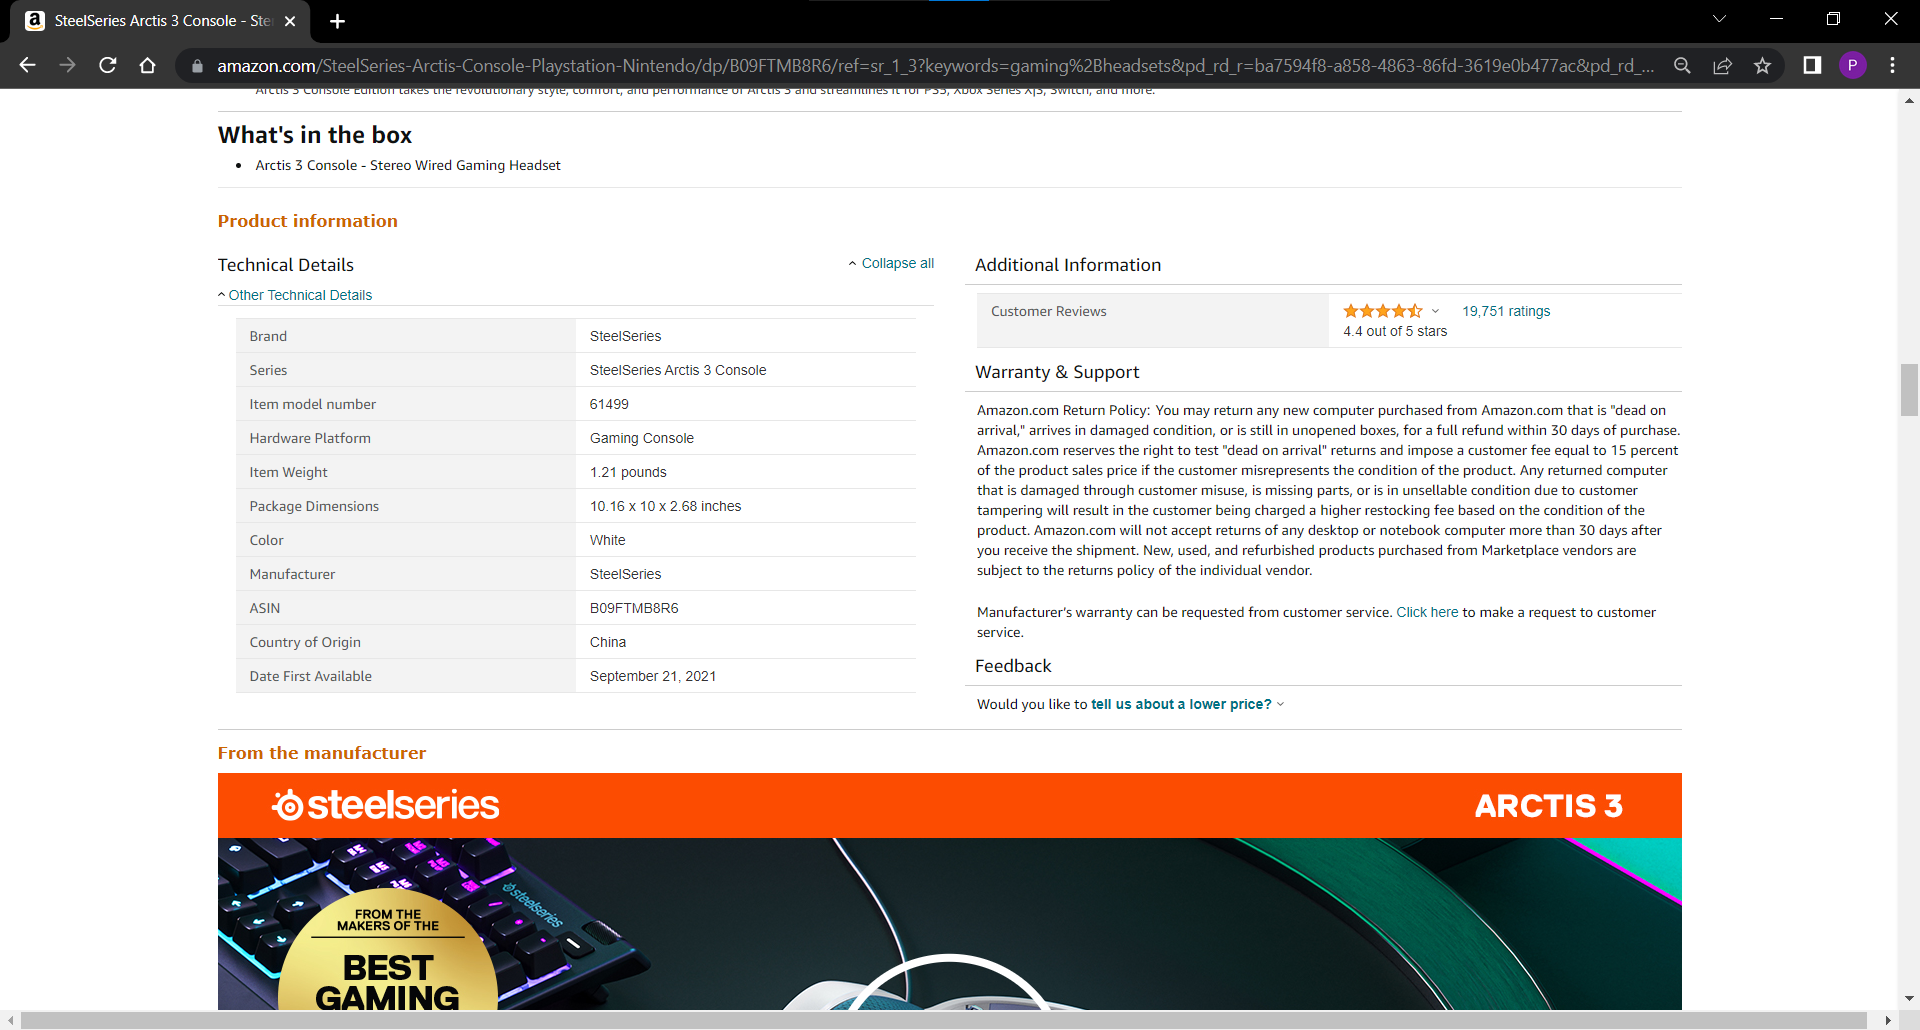 SteelSeries Arctis 3 Console - Ste
amazon.com/SteelSeries-Arctis-Console-Playstation-Nintendo/dp/B09FTMB8R6/ref=sr_1_3?keywords=gaming%2Bheadsets&pd_rd_r=ba7594f8-a858-4863-86fd-3619e0b477ac&pd_rd_...
P
Arctis 3 Console Edition takes the revolutionary style, comfort, and performance of Arctis 3 and streamlines it for PS5, Xbox Series X|S, Switch, and more.
What's in the box
• Arctis 3 Console - Stereo Wired Gaming Headset
Product information
Technical Details
Collapse all
Other Technical Details
Brand SteelSeries
Series SteelSeries Arctis 3 Console
Item model number 61499
Hardware Platform Gaming Console
Item Weight 1.21 pounds
Package Dimensions 10.16 x 10 x 2.68 inches
Color White
Manufacturer SteelSeries
ASIN B09FTMB8R6
Country of Origin China
Date First Available September 21, 2021
Additional Information
Customer Reviews 19,751 ratings
4.4 out of 5 stars
Warranty & Support
Amazon.com Return Policy: You may return any new computer purchased from Amazon.com that is "dead on
arrival," arrives in damaged condition, or is still in unopened boxes, for a full refund within 30 days of purchase.
Amazon.com reserves the right to test "dead on arrival" returns and impose a customer fee equal to 15 percent
of the product sales price if the customer misrepresents the condition of the product. Any returned computer
that is damaged through customer misuse, is missing parts, or is in unsellable condition due to customer
tampering will result in the customer being charged a higher restocking fee based on the condition of the
product. Amazon.com will not accept returns of any desktop or notebook computer more than 30 days after
you receive the shipment. New, used, and refurbished products purchased from Marketplace vendors are
subject to the returns policy of the individual vendor.
Manufacturer's warranty can be requested from customer service. Click here to make a request to customer
service.
Feedback
Would you like to tell us about a lower price?
From the manufacturer
steelseries
ARCTIS 3
steelseries
FROM THE
MAKERS OF THE
BEST
GAMING